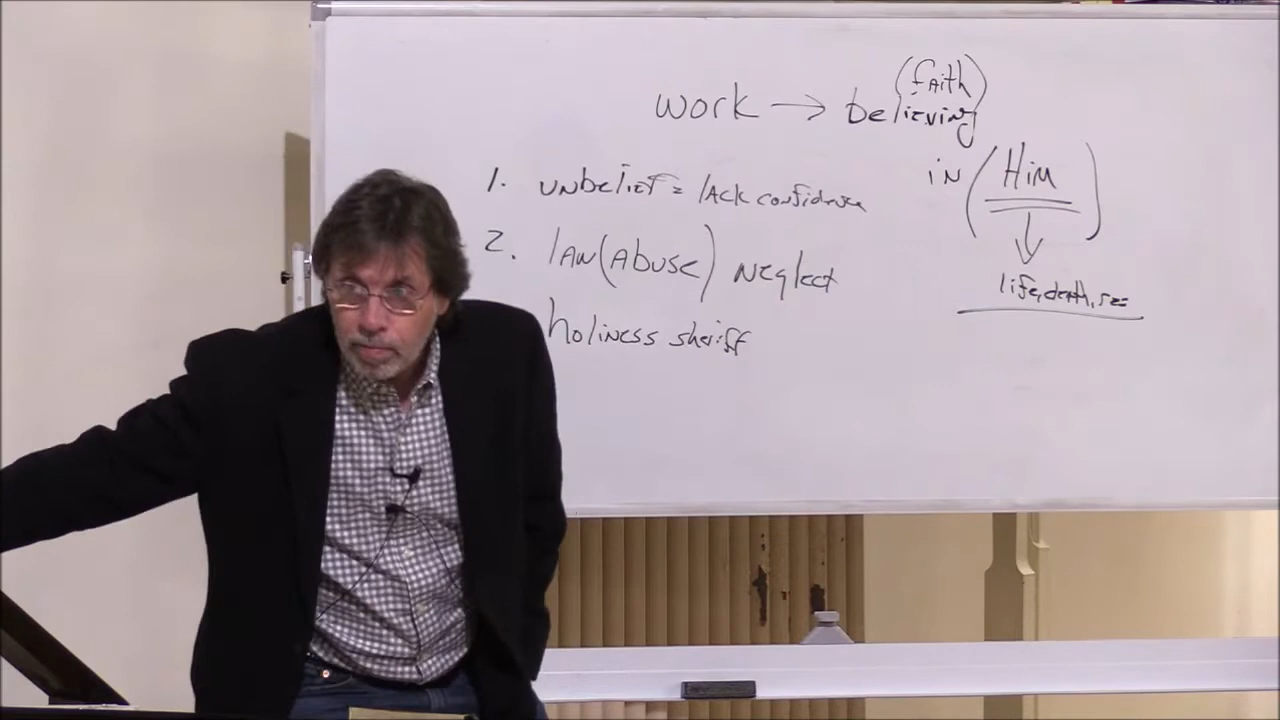 (faith)
work → believing
in (Him)
1. unbelief = lack confidence
2. law (abuse) neglect
life, death, res
holiness sheriff